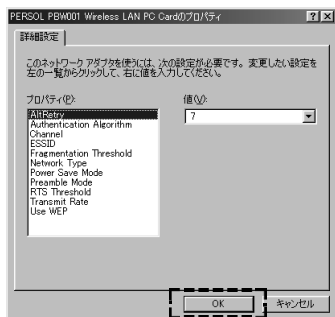 PERSOL PBW001 Wireless LAN PC Cardのプロパティ
詳細設定
このネットワーク アダプタを使うには、次の設定が必要です。変更したい設定を
左の一覧からクリックして、右に値を入力してください。
プロパティ(P):
値(V):
AltRetry
7
Authentication Algorithm
Channel
ESSID
Fragmentation Threshold
Network Type
Power Save Mode
Preamble Mode
RTS Threshold
Transmit Rate
Use WEP
OK
キャンセル